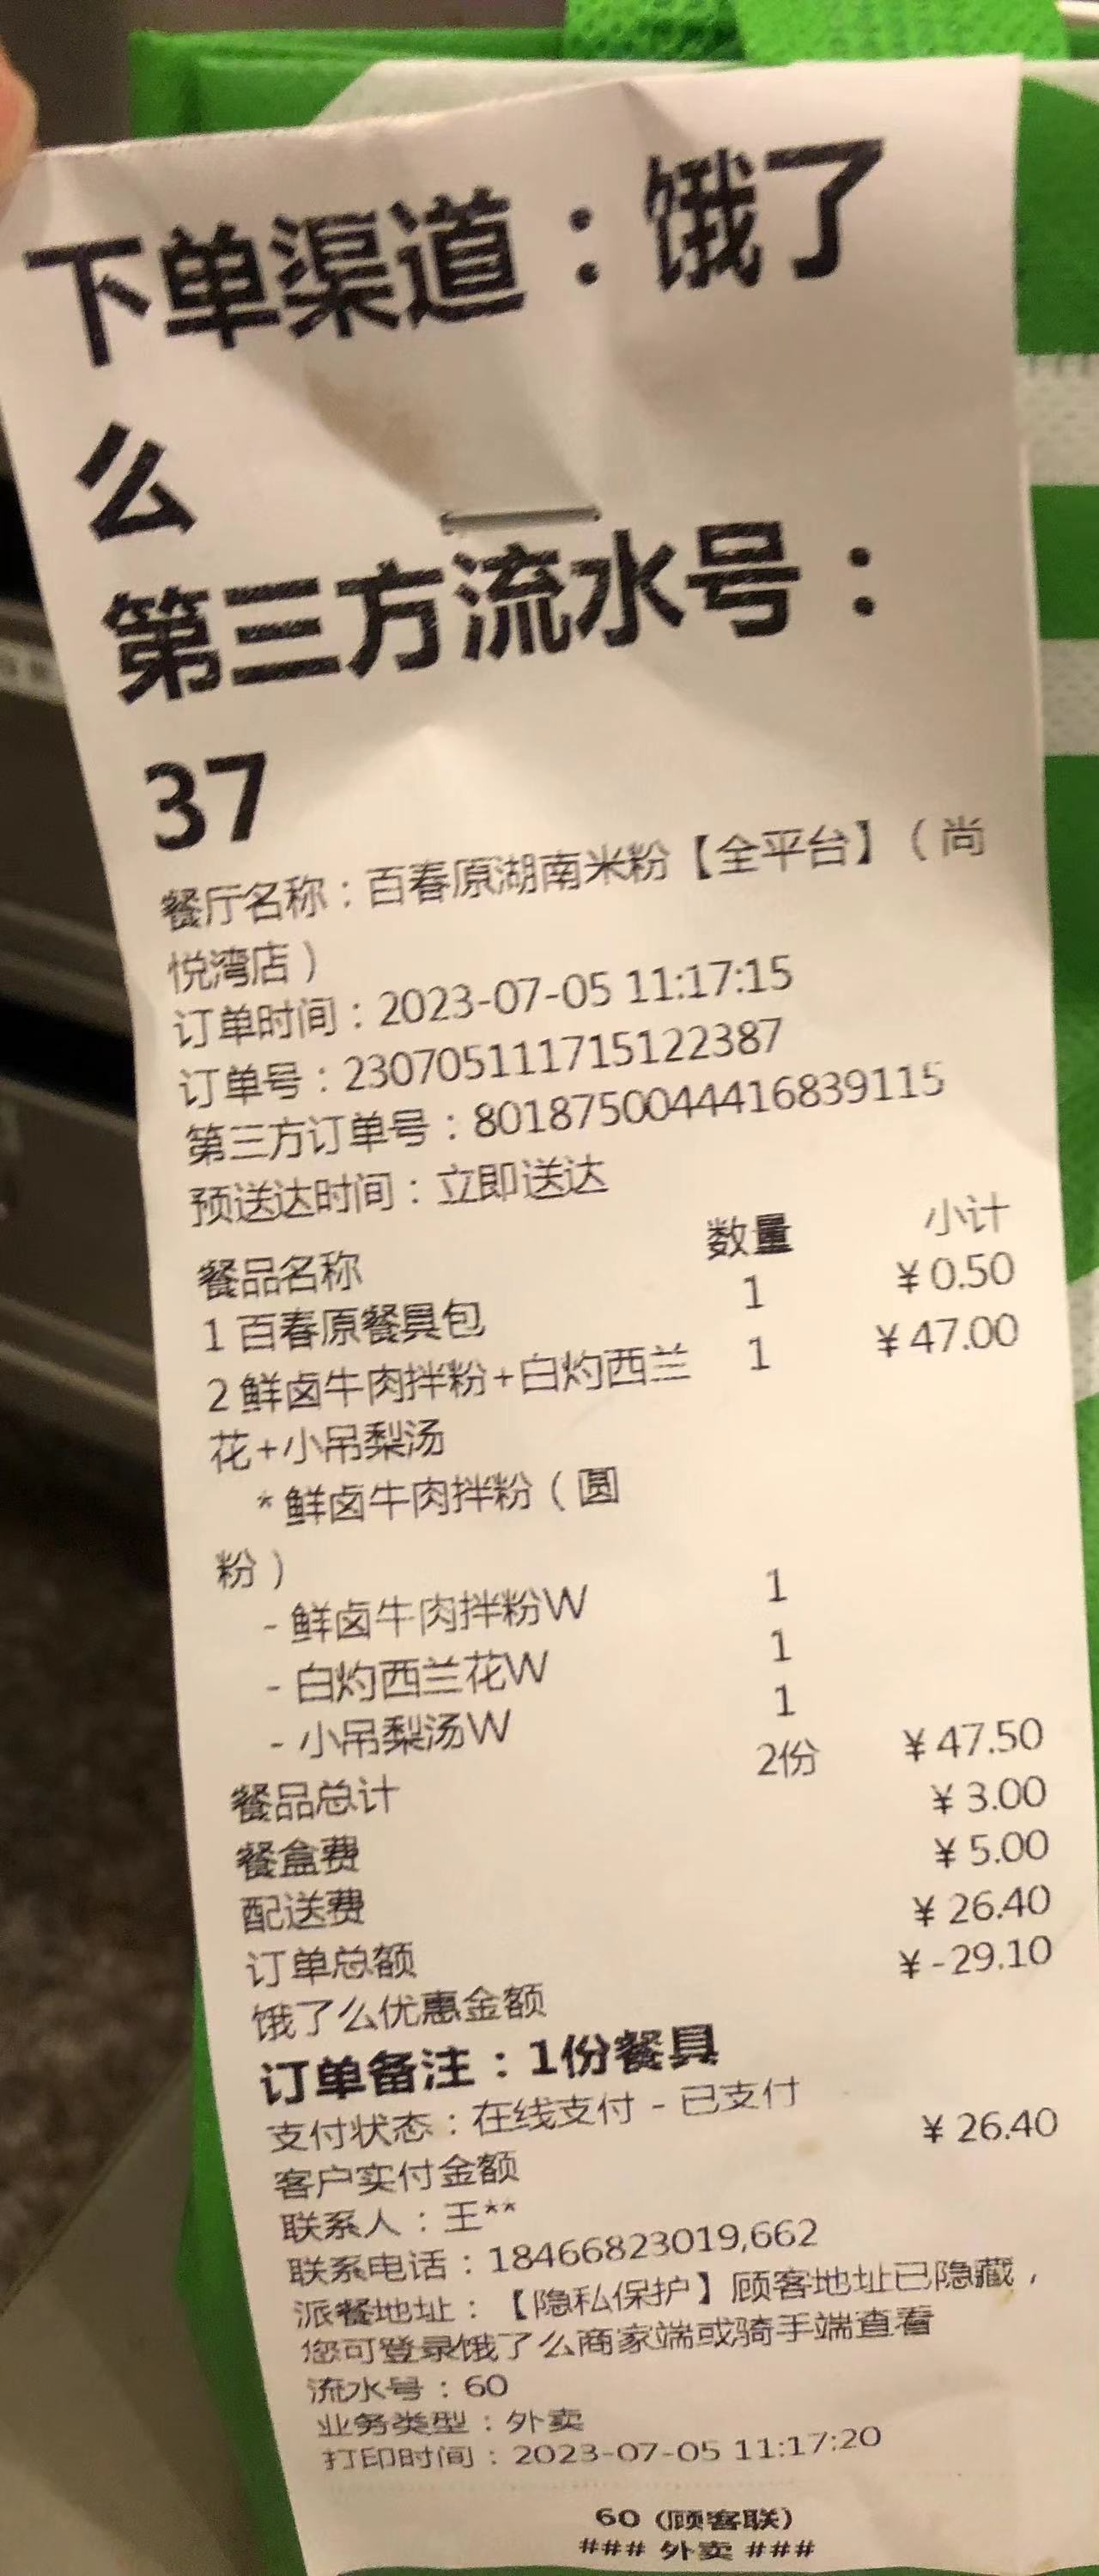 下单渠道：饿了
么
第三方流水号：
37
餐厅名称：百春原湖南米粉【全平台】（尚
悦湾店）
订单时间：2023-07-05 11:17:15
订单号：230705111715122387
第三方订单号：8018750044416839115
预送达时间：立即送达
餐品名称 数量 小计
1 百春原餐具包 1 ¥0.50
2 鲜卤牛肉拌粉+白灼西兰 1 ¥47.00
花+小吊梨汤
*鲜卤牛肉拌粉（圆
粉）
- 鲜卤牛肉拌粉W 1
- 白灼西兰花W 1
- 小吊梨汤W 1
餐品总计 2份 ¥47.50
餐盒费 ¥3.00
配送费 ¥5.00
订单总额 ¥26.40
饿了么优惠金额 ¥-29.10
订单备注：1份餐具
支付状态：在线支付 - 已支付
客户实付金额 ¥26.40
联系人：王**
联系电话：18466823019,662
派餐地址：【隐私保护】顾客地址已隐藏，
您可登录饿了么商家端或骑手端查看
流水号：60
业务类型：外卖
打印时间：2023-07-05 11:17:20
60 (顾客联)
### 外卖 ###